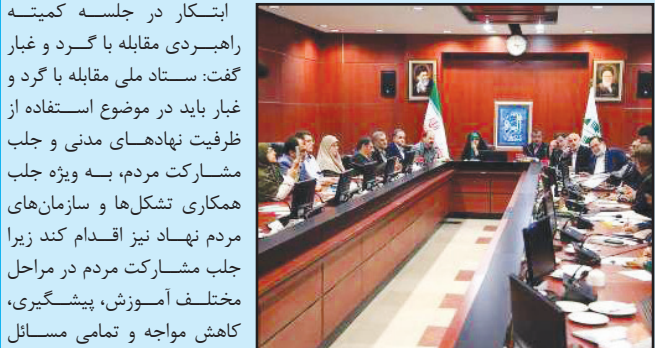 ابتکار در جلسه کمیته
راهبردی مقابله با گرد و غبار
گفت: ستاد ملی مقابله با گرد و
غبار باید در موضوع استفاده از
ظرفیت نهادهای مدنی و جلب
مشارکت مردم، به ویژه جلب
همکاری تشکل‌ها و سازمان‌های
مردم نهاد نیز اقدام کند زیرا
جلب مشارکت مردم در مراحل
مختلف آموزش، پیشگیری،
کاهش مواجه و تمامی مسائل